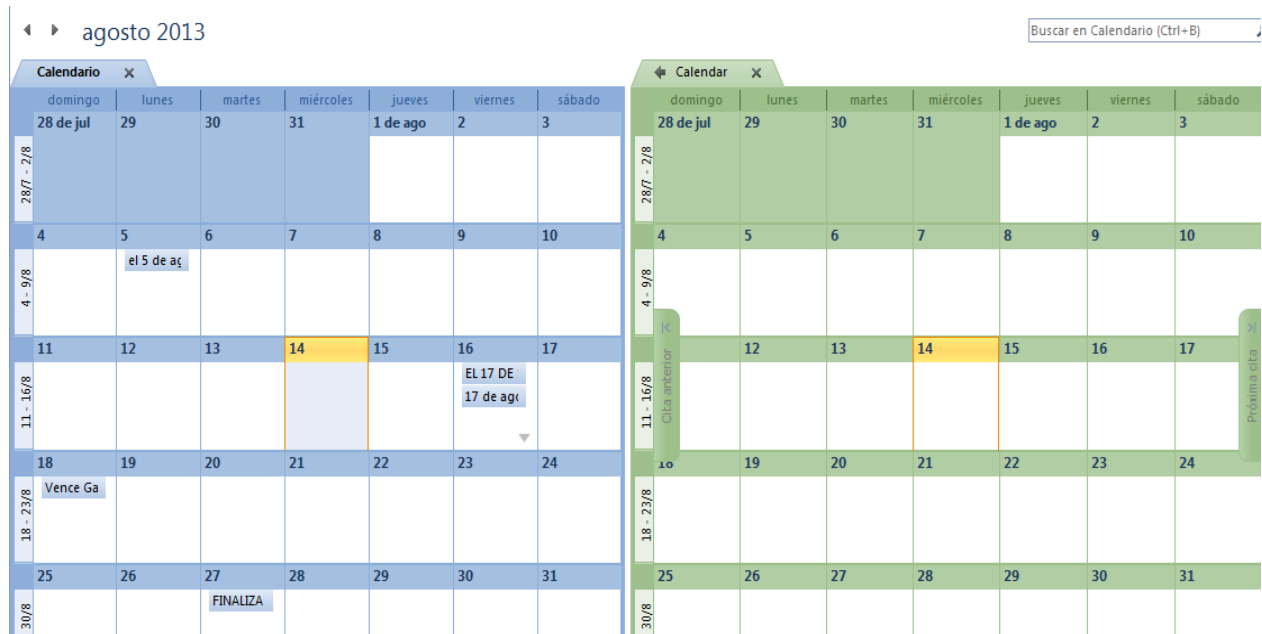 agosto 2013
Buscar en Calendario (Ctrl+B)
Calendario
Calendar
domingo lunes martes miércoles jueves viernes sábado
28 de jul 29 30 31 1 de ago 2 3
28/7 - 2/8
4 5 6 7 8 9 10
el 5 de ag
4 - 9/8
11 12 13 14 15 16 17
EL 17 DE
17 de ago
11 - 16/8
18 19 20 21 22 23 24
Vence Ga
18 - 23/8
25 26 27 28 29 30 31
FINALIZA
30/8
domingo lunes martes miércoles jueves viernes sábado
28 de jul 29 30 31 1 de ago 2 3
28/7 - 2/8
4 5 6 7 8 9 10
4 - 9/8
Cita anterior
12 13 14 15 16 17
Próxima cita
11 - 16/8
18 19 20 21 22 23 24
18 - 23/8
25 26 27 28 29 30 31
30/8